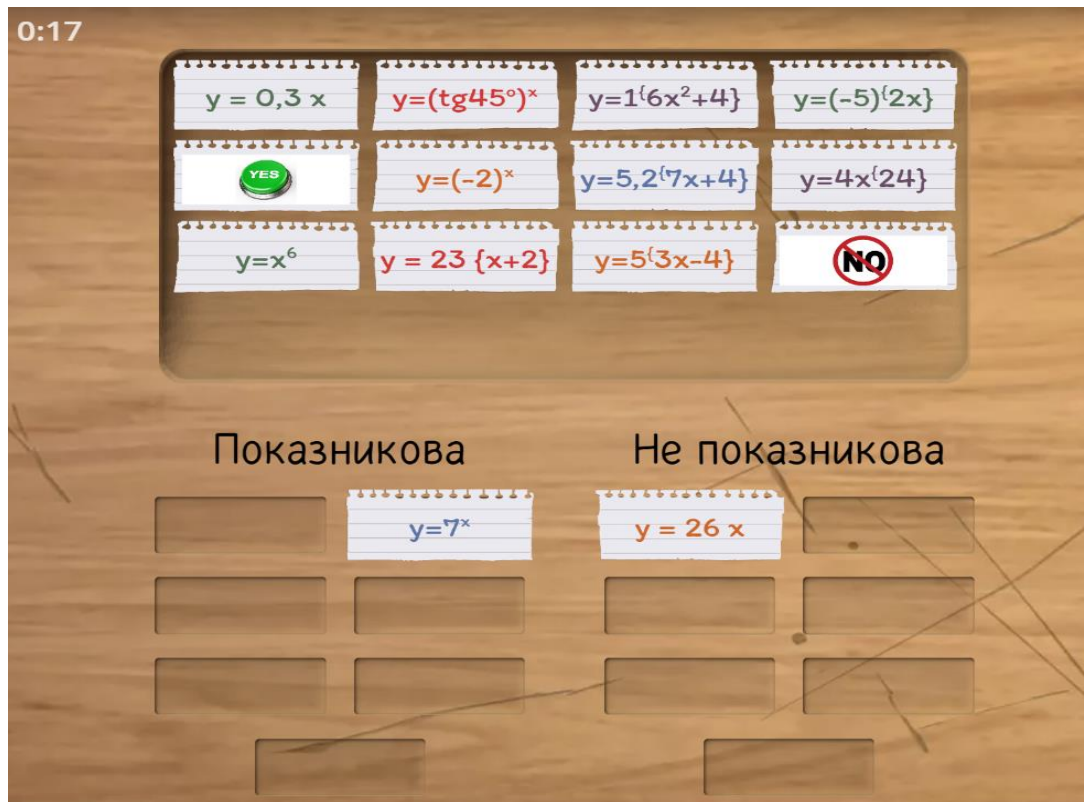 0:17
y = 0,3 x
y=(tg45°)ˣ
y=1⁽6x²+4}
y=(-5)⁽2x}
YES
y=(-2)ˣ
y=5,2⁽7x+4}
y=4x⁽24}
y=x⁶
y = 23 {x+2}
y=5⁽3x-4}
NO
Показникова
Не показникова
y=7ˣ
y = 26 x